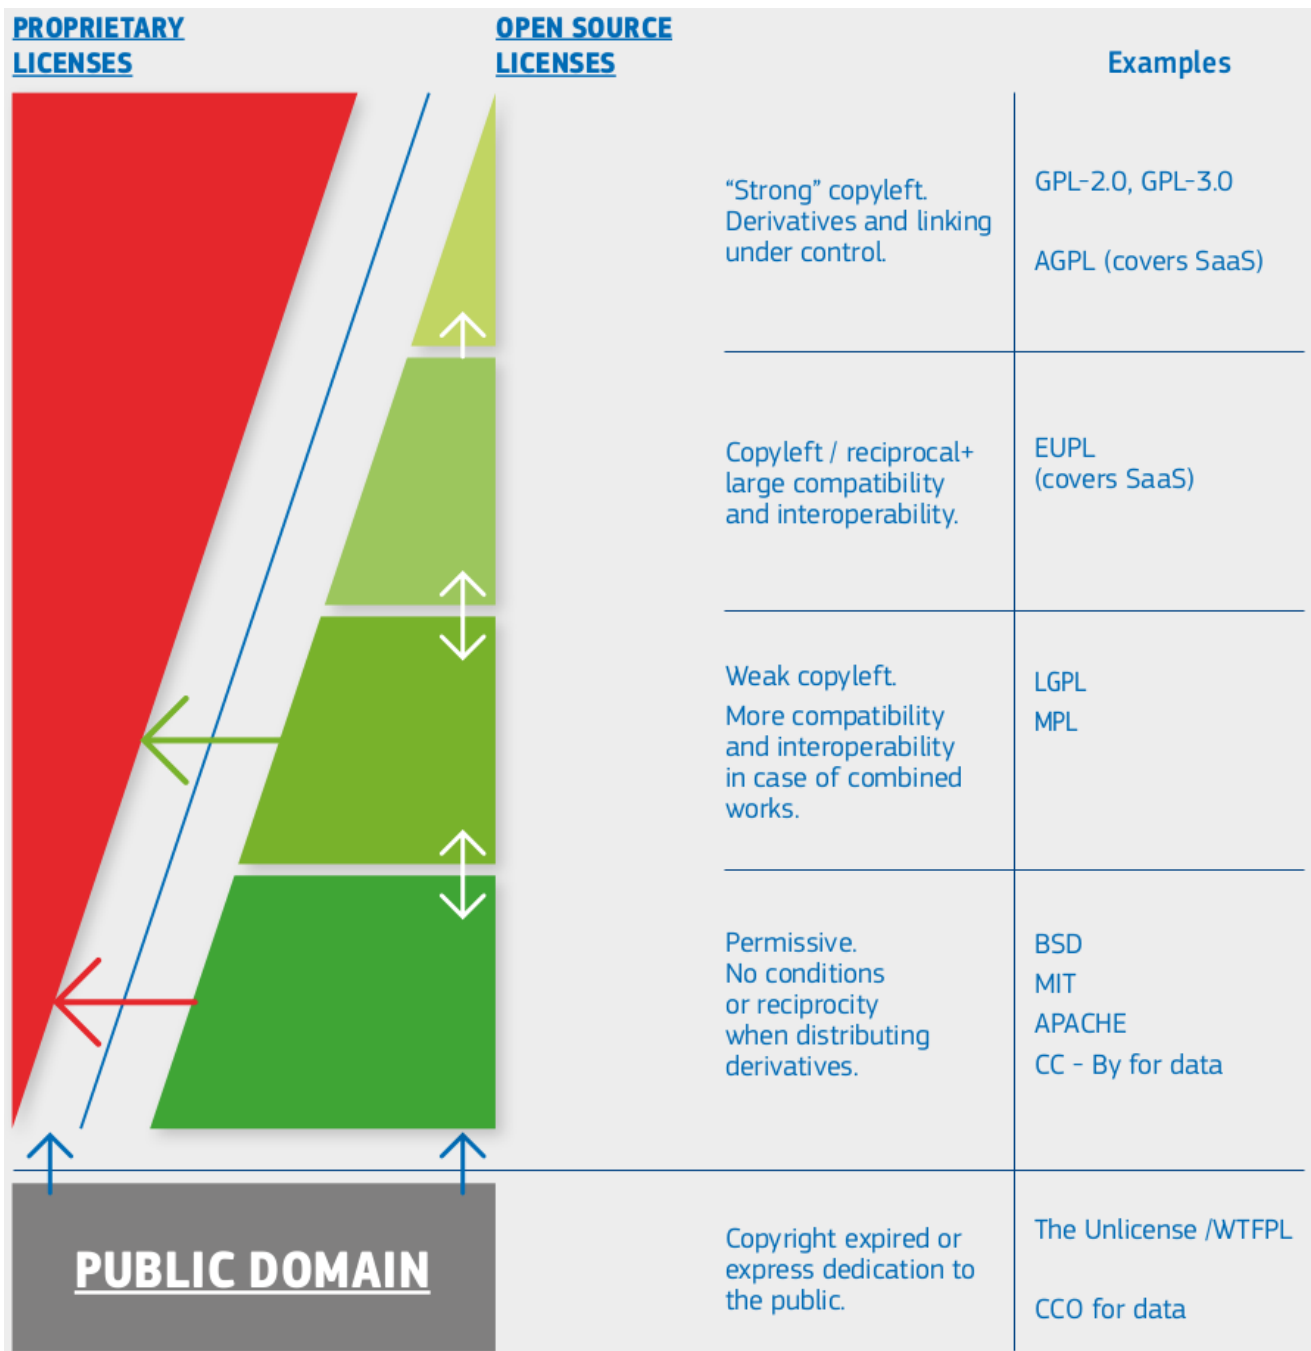 PROPRIETARY
LICENSES
OPEN SOURCE
LICENSES
Examples
“Strong” copyleft.
Derivatives and linking
under control.
GPL-2.0, GPL-3.0
AGPL (covers SaaS)
Copyleft / reciprocal+
large compatibility
and interoperability.
EUPL
(covers SaaS)
Weak copyleft.
More compatibility
and interoperability
in case of combined
works.
LGPL
MPL
Permissive.
No conditions
or reciprocity
when distributing
derivatives.
BSD
MIT
APACHE
CC - By for data
PUBLIC DOMAIN
Copyright expired or
express dedication to
the public.
The Unlicense /WTFPL
CCO for data